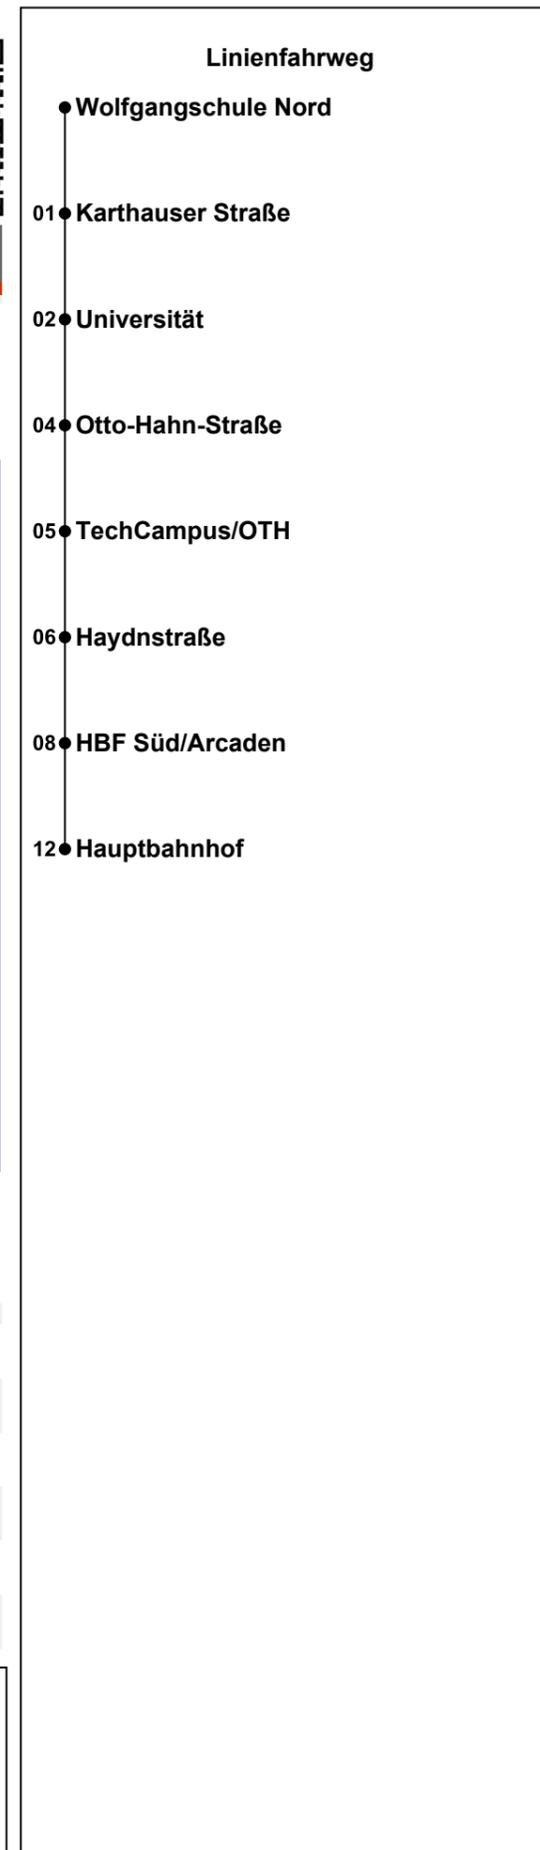 Linienfahrweg
Wolfgangschule Nord
01 Karthauser Straße
02 Universität
04 Otto-Hahn-Straße
05 TechCampus/OTH
06 Haydnstraße
08 HBF Süd/Arcaden
12 Hauptbahnhof